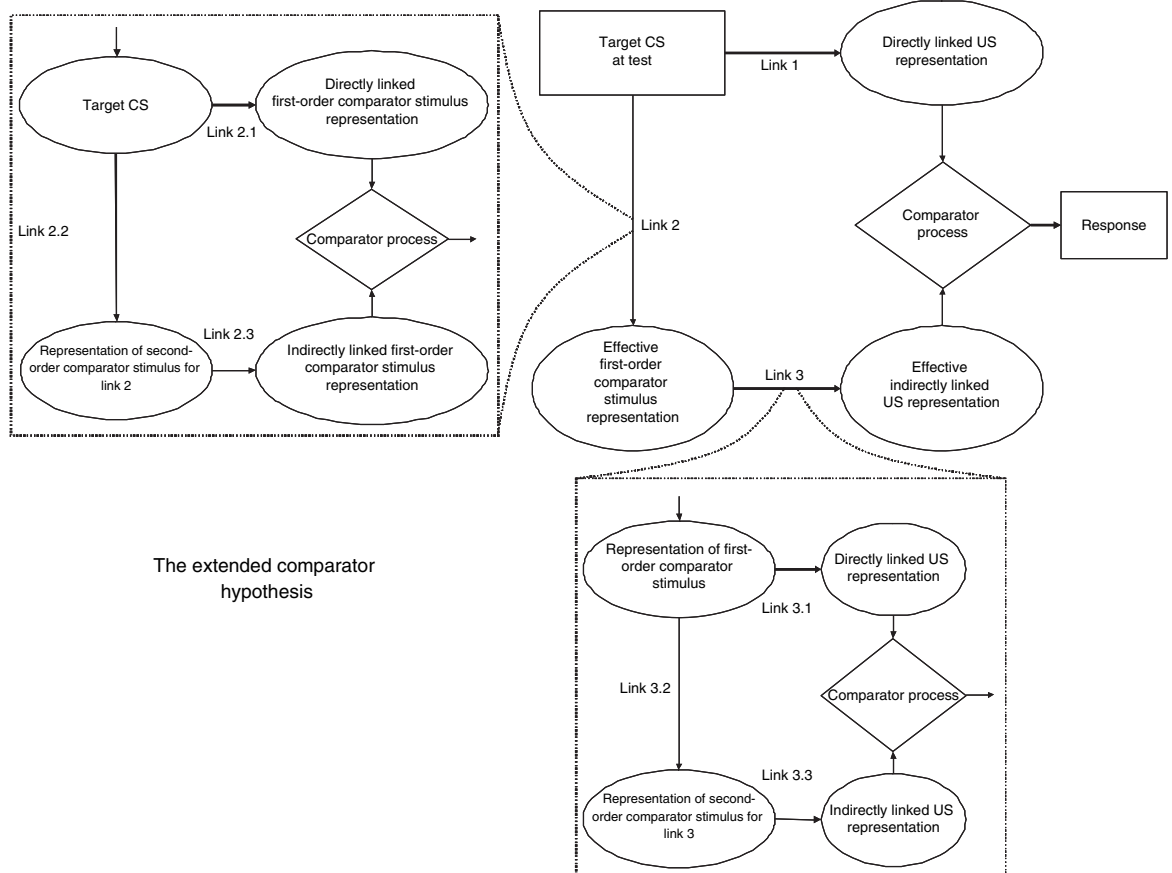 Target CS
at test
Link 1
Directly linked US
representation
Target CS
Link 2.1
Directly linked
first-order comparator stimulus
representation
Link 2.2
Comparator process
Link 2
Comparator
process
Response
Link 2.3
Representation of second-
order comparator stimulus for
link 2
Indirectly linked first-order
comparator stimulus
representation
Effective
first-order
comparator
stimulus
representation
Link 3
Effective
indirectly linked
US representation
The extended comparator
hypothesis
Representation of first-
order comparator
stimulus
Link 3.1
Directly linked US
representation
Link 3.2
Comparator process
Link 3.3
Representation of second-
order comparator stimulus for
link 3
Indirectly linked US
representation